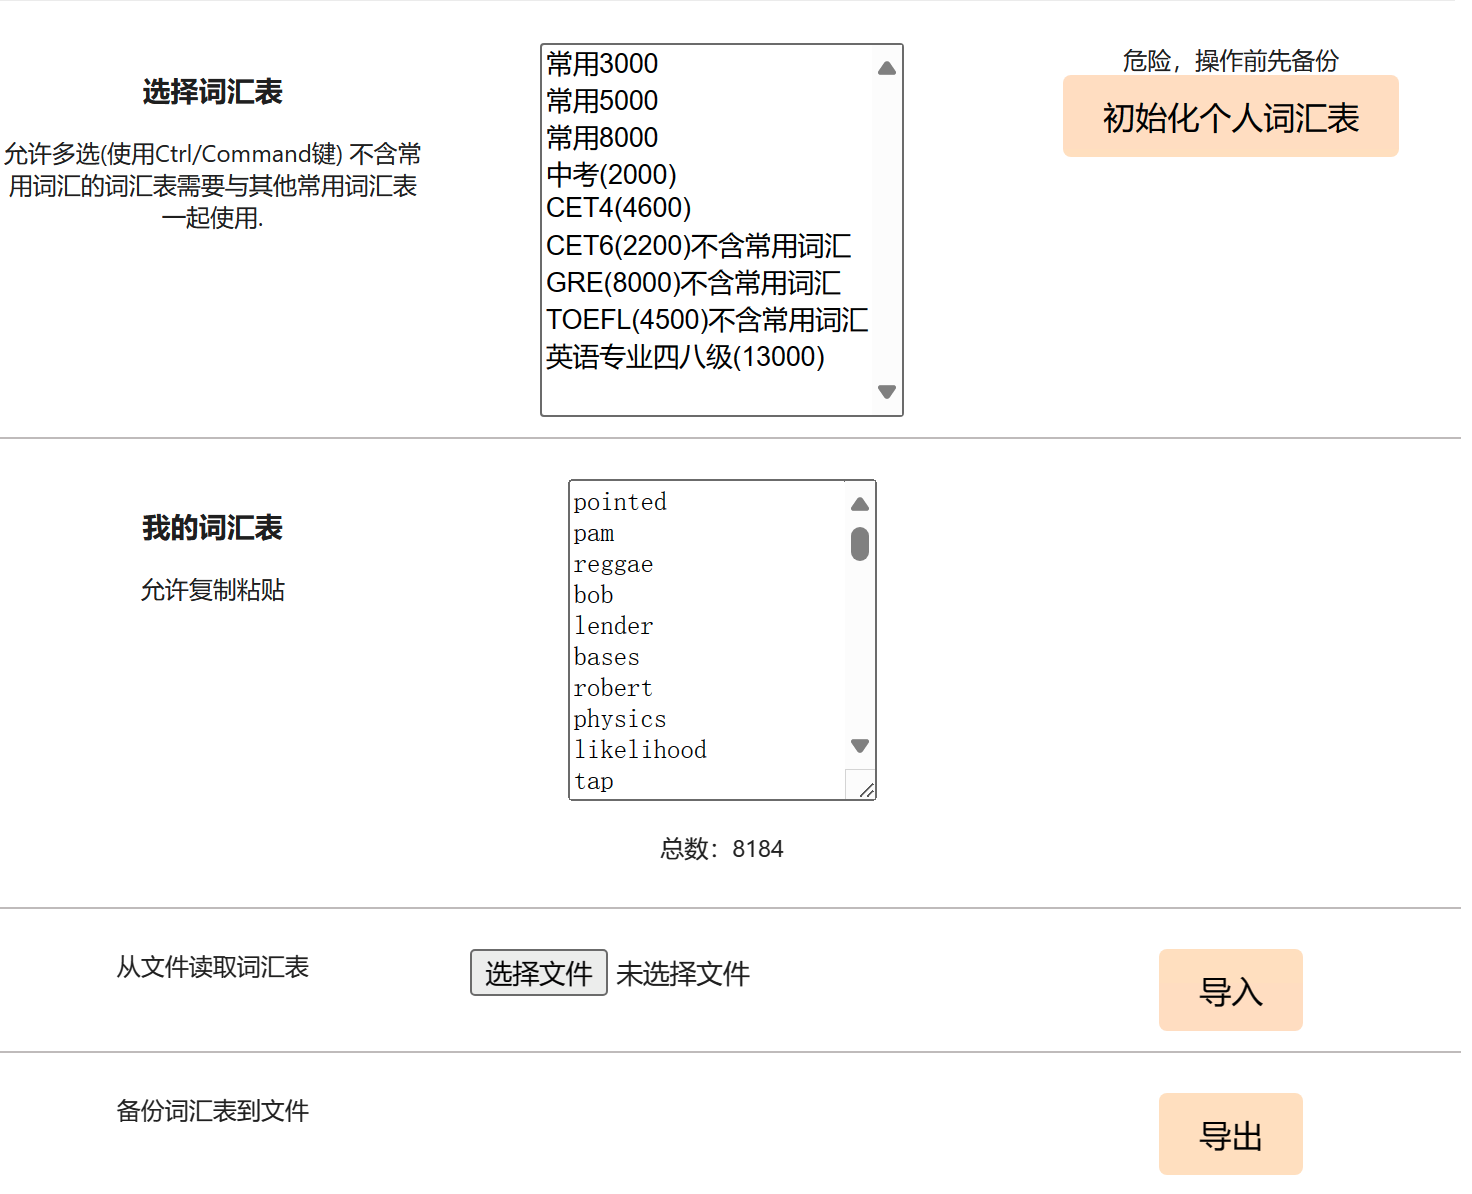 选择词汇表
允许多选(使用Ctrl/Command键) 不含常
用词汇的词汇表需要与其他常用词汇表
一起使用.
常用3000
常用5000
常用8000
中考(2000)
CET4(4600)
CET6(2200)不含常用词汇
GRE(8000)不含常用词汇
TOEFL(4500)不含常用词汇
英语专业四八级(13000)
危险，操作前先备份
初始化个人词汇表
我的词汇表
允许复制粘贴
pointed
pam
reggae
bob
lender
bases
robert
physics
likelihood
tap
总数：8184
从文件读取词汇表
选择文件 未选择文件
导入
备份词汇表到文件
导出